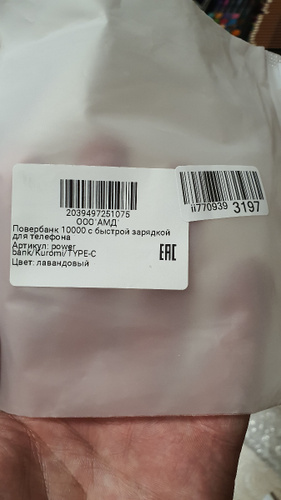 2039497251075
ООО "АМД"
Повербанк 10000 с быстрой зарядкой
для телефона
Артикул: power
bank/Kuromi/TYPE-C
Цвет: лавандовый
EAC
ii770939 3197